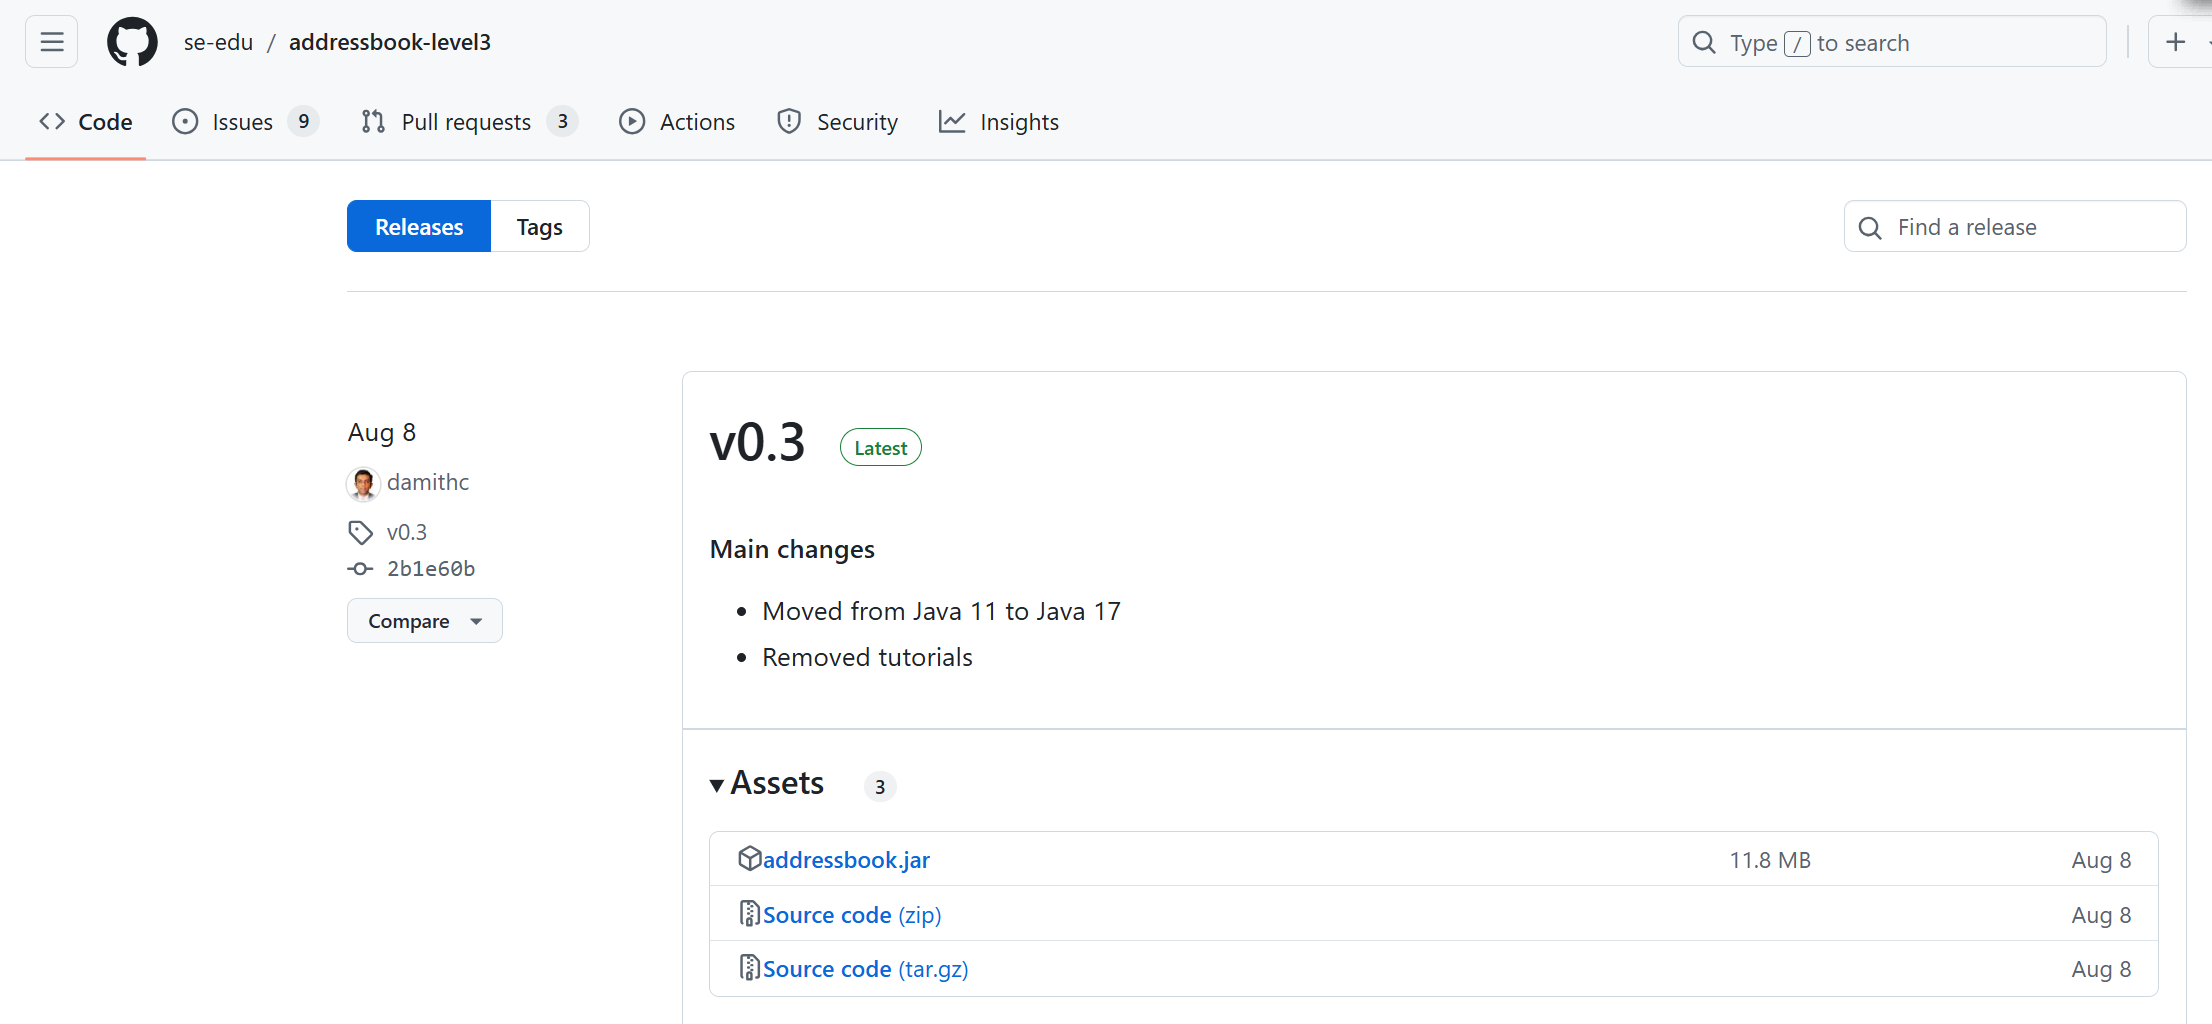 se-edu / addressbook-level3
Type / to search
Code
Issues 9
Pull requests 3
Actions
Security
Insights
Releases
Tags
Find a release
Aug 8
damithc
v0.3
2b1e60b
Compare
v0.3 Latest
Main changes
• Moved from Java 11 to Java 17
• Removed tutorials
Assets 3
addressbook.jar 11.8 MB Aug 8
Source code (zip) Aug 8
Source code (tar.gz) Aug 8